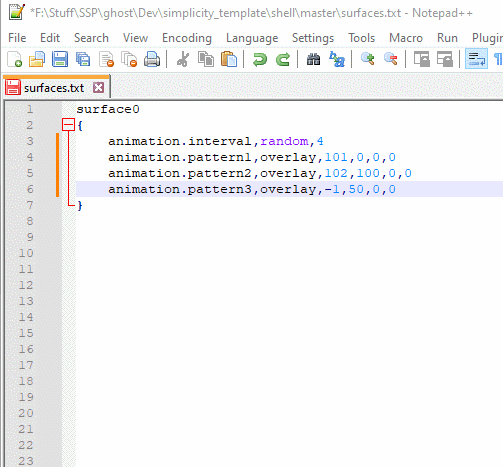 *F:\Stuff\SSP\ghost\Dev\simplicity_template\shell\master\surfaces.txt - Notepad++
File Edit Search View Encoding Language Settings Tools Macro Run Plugins
surfaces.txt
1 surface0
2 {
3 animation.interval,random,4
4 animation.pattern1,overlay,101,0,0,0
5 animation.pattern2,overlay,102,100,0,0
6 animation.pattern3,overlay,-1,50,0,0
7 }
8
9
10
11
12
13
14
15
16
17
18
19
20
21
22
23